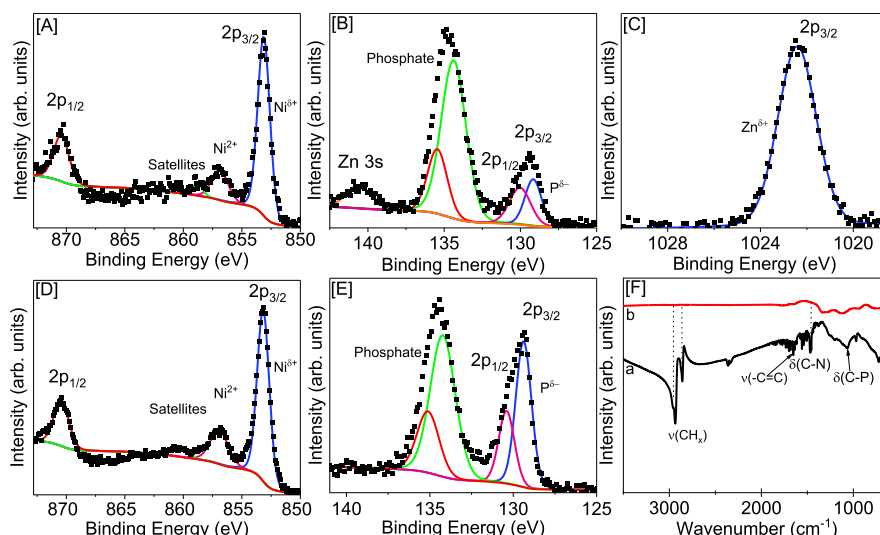 [A]
2p3/2
2p1/2
Niδ+
Ni2+
Satellites
Intensity (arb. units)
870 865 860 855 850
Binding Energy (eV)
[B]
Phosphate
2p3/2
2p1/2
Zn 3s
Pδ−
Intensity (arb. units)
140 135 130 125
Binding Energy (eV)
[C]
2p3/2
Znδ+
Intensity (arb. units)
1028 1024 1020
Binding Energy (eV)
[D]
2p3/2
2p1/2
Ni2+
Niδ+
Satellites
Intensity (arb. units)
870 865 860 855 850
Binding Energy (eV)
[E]
2p3/2
Phosphate
2p1/2
Pδ−
Intensity (arb. units)
140 135 130 125
Binding Energy (eV)
[F]
b
a
δ(C-N)
ν(-C=C)
δ(C-P)
ν(CHx)
Intensity (arb. units)
3000 2000 1000
Wavenumber (cm-1)